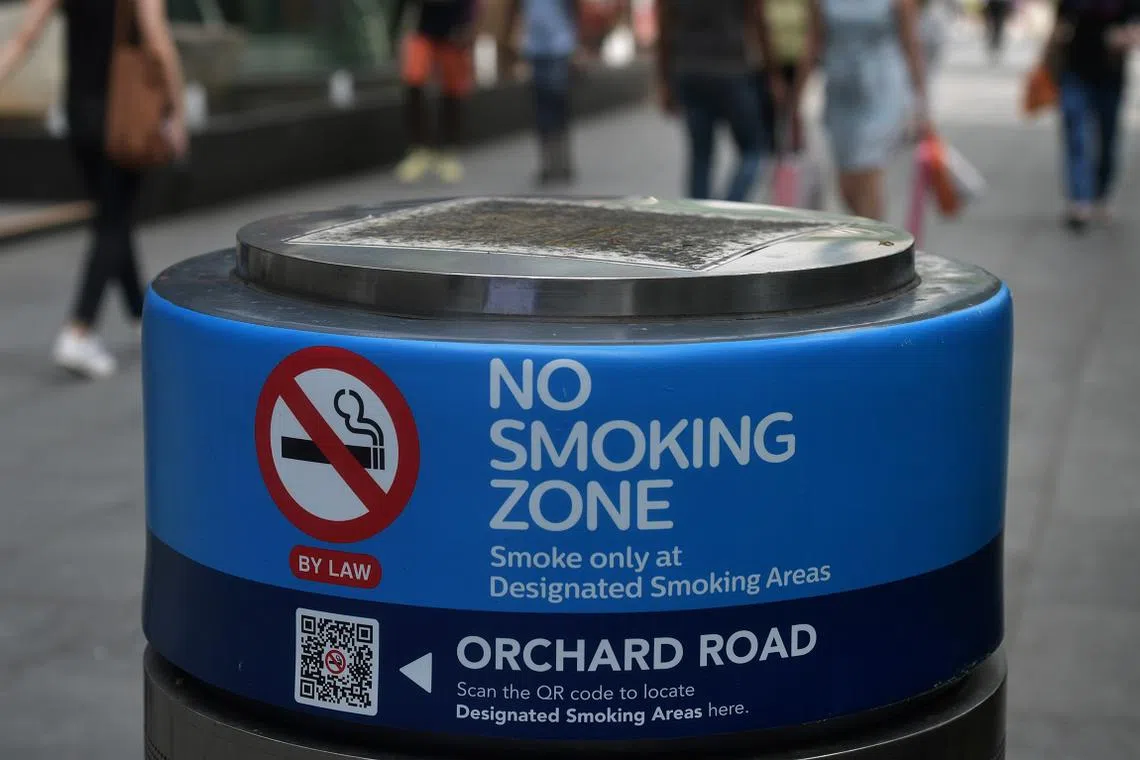 NO
SMOKING
ZONE
Smoke only at
Designated Smoking Areas
BY LAW
ORCHARD ROAD
Scan the QR code to locate
Designated Smoking Areas here.